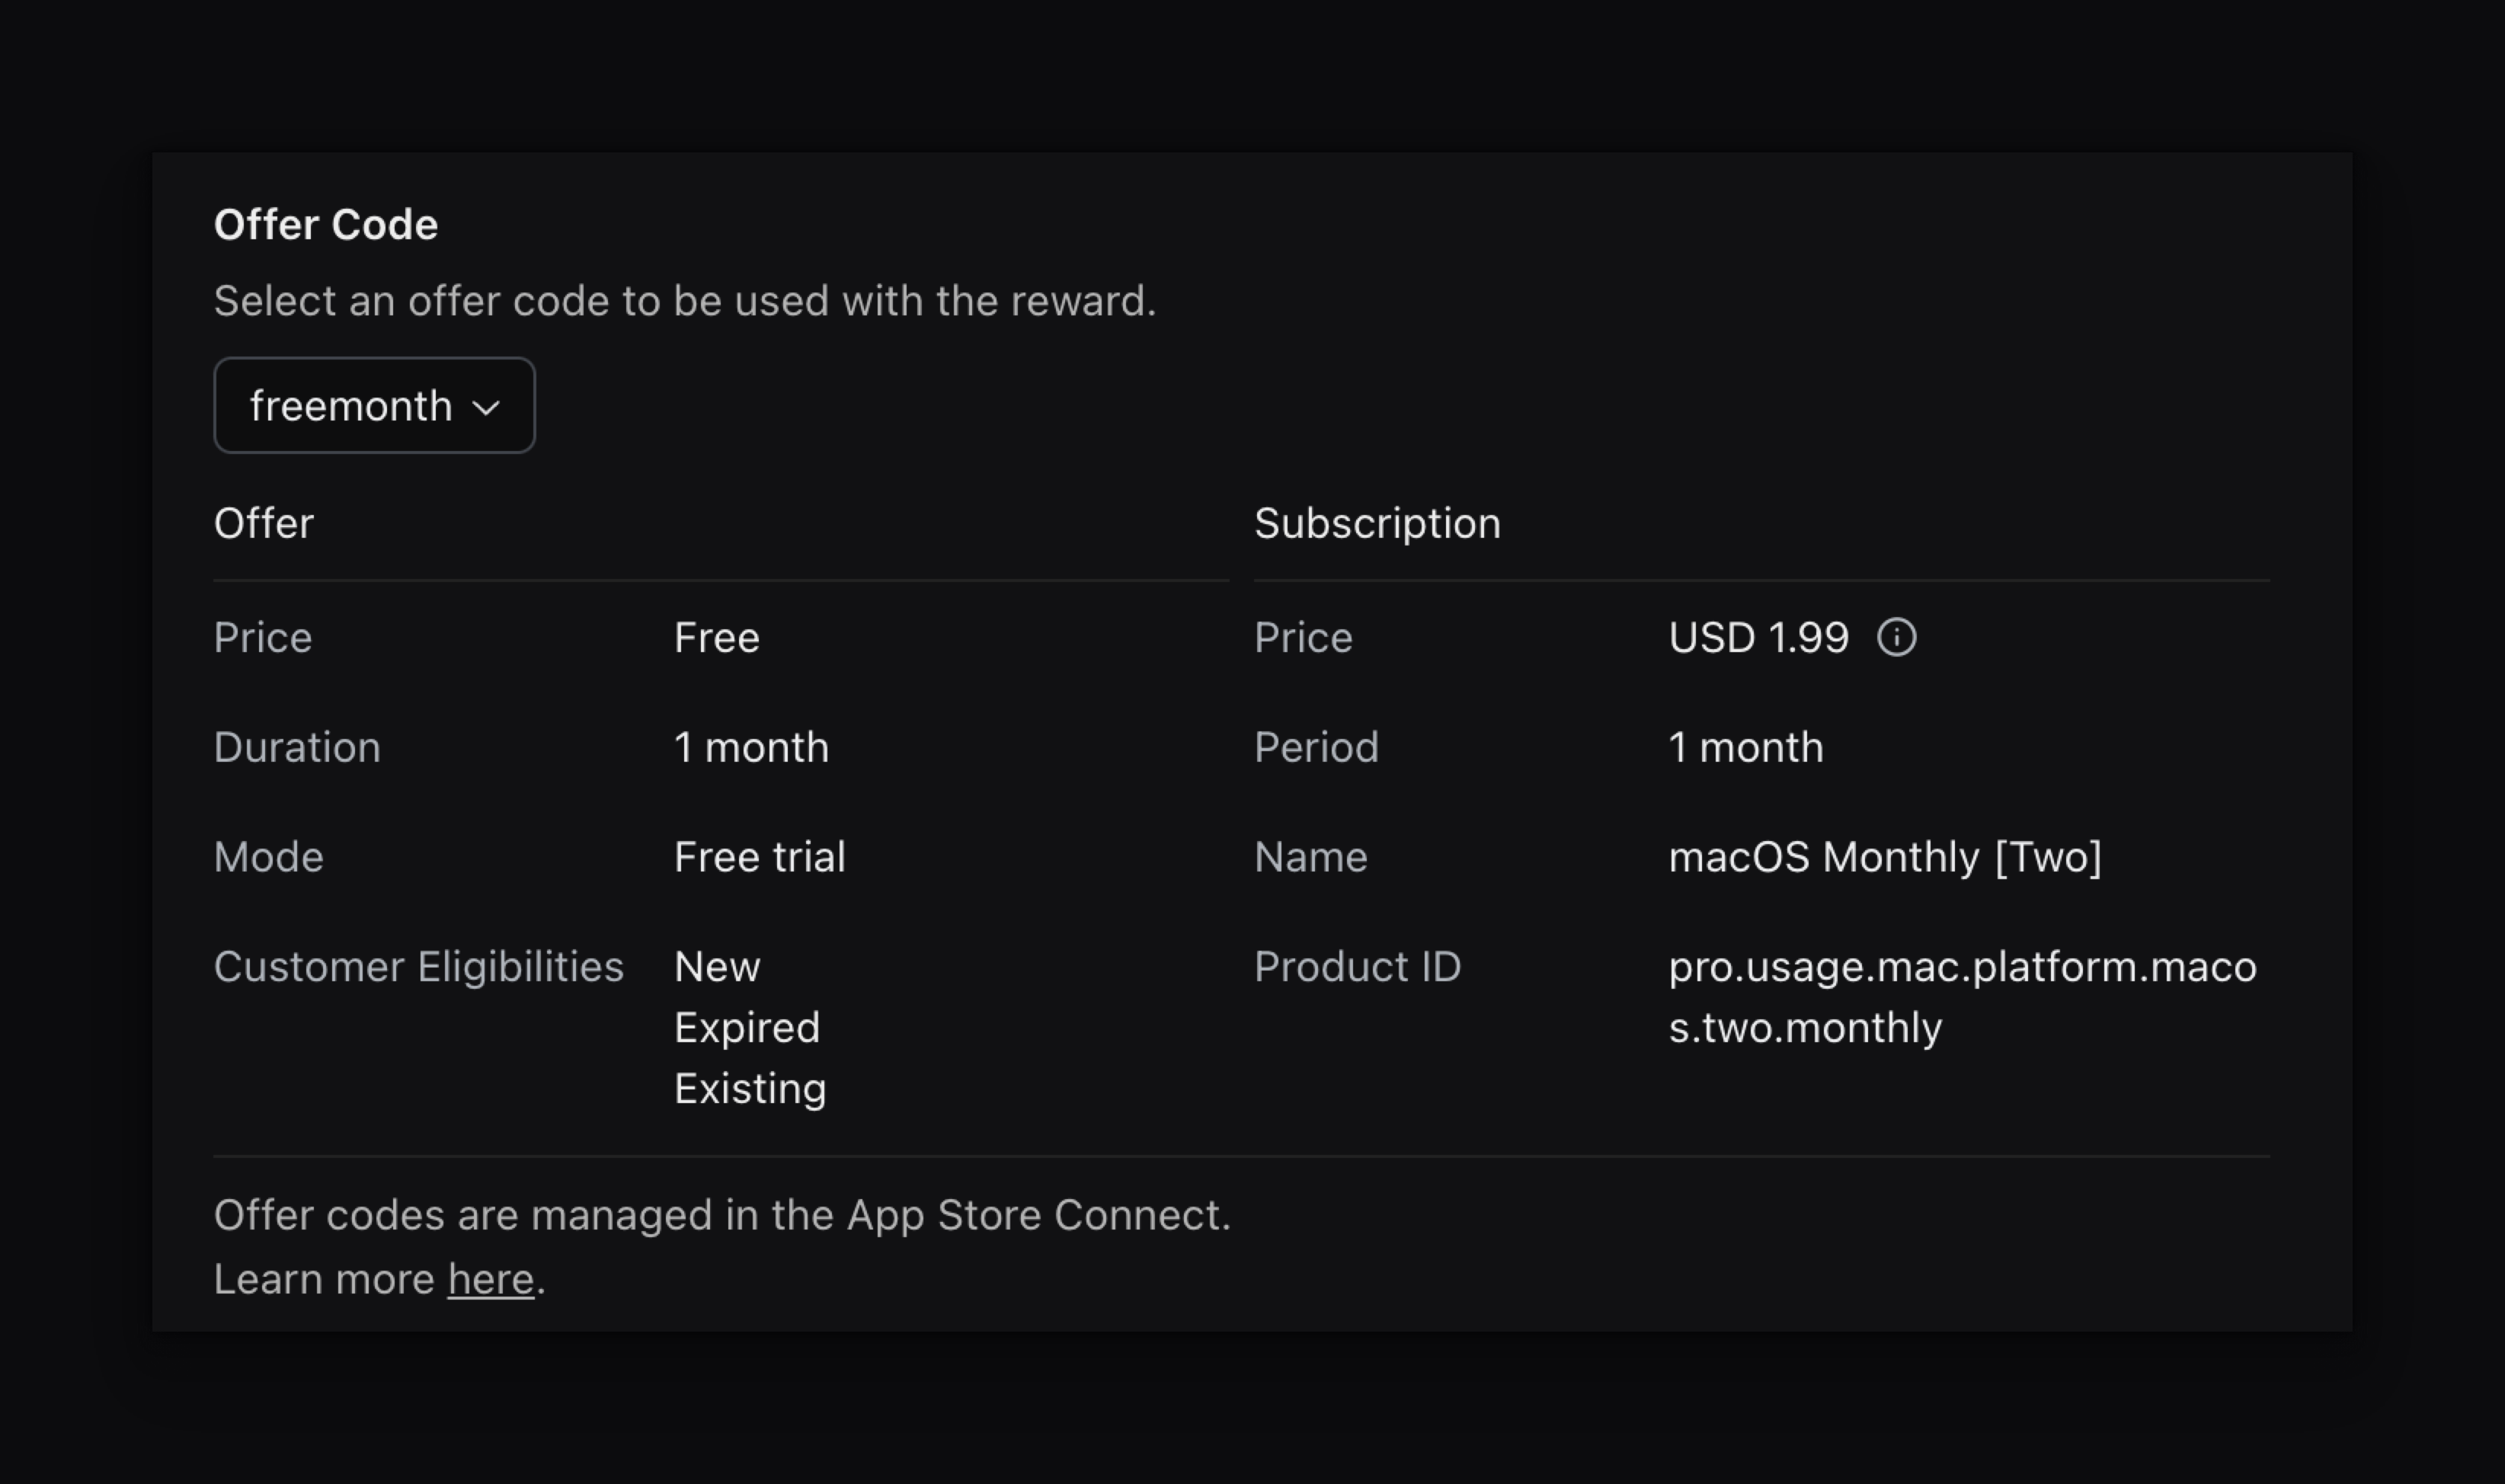 Offer Code
Select an offer code to be used with the reward.
freemonth
Offer
Price Free
Duration 1 month
Mode Free trial
Customer Eligibilities New
Expired
Existing
Subscription
Price USD 1.99
Period 1 month
Name macOS Monthly [Two]
Product ID pro.usage.mac.platform.maco
s.two.monthly
Offer codes are managed in the App Store Connect.
Learn more here.